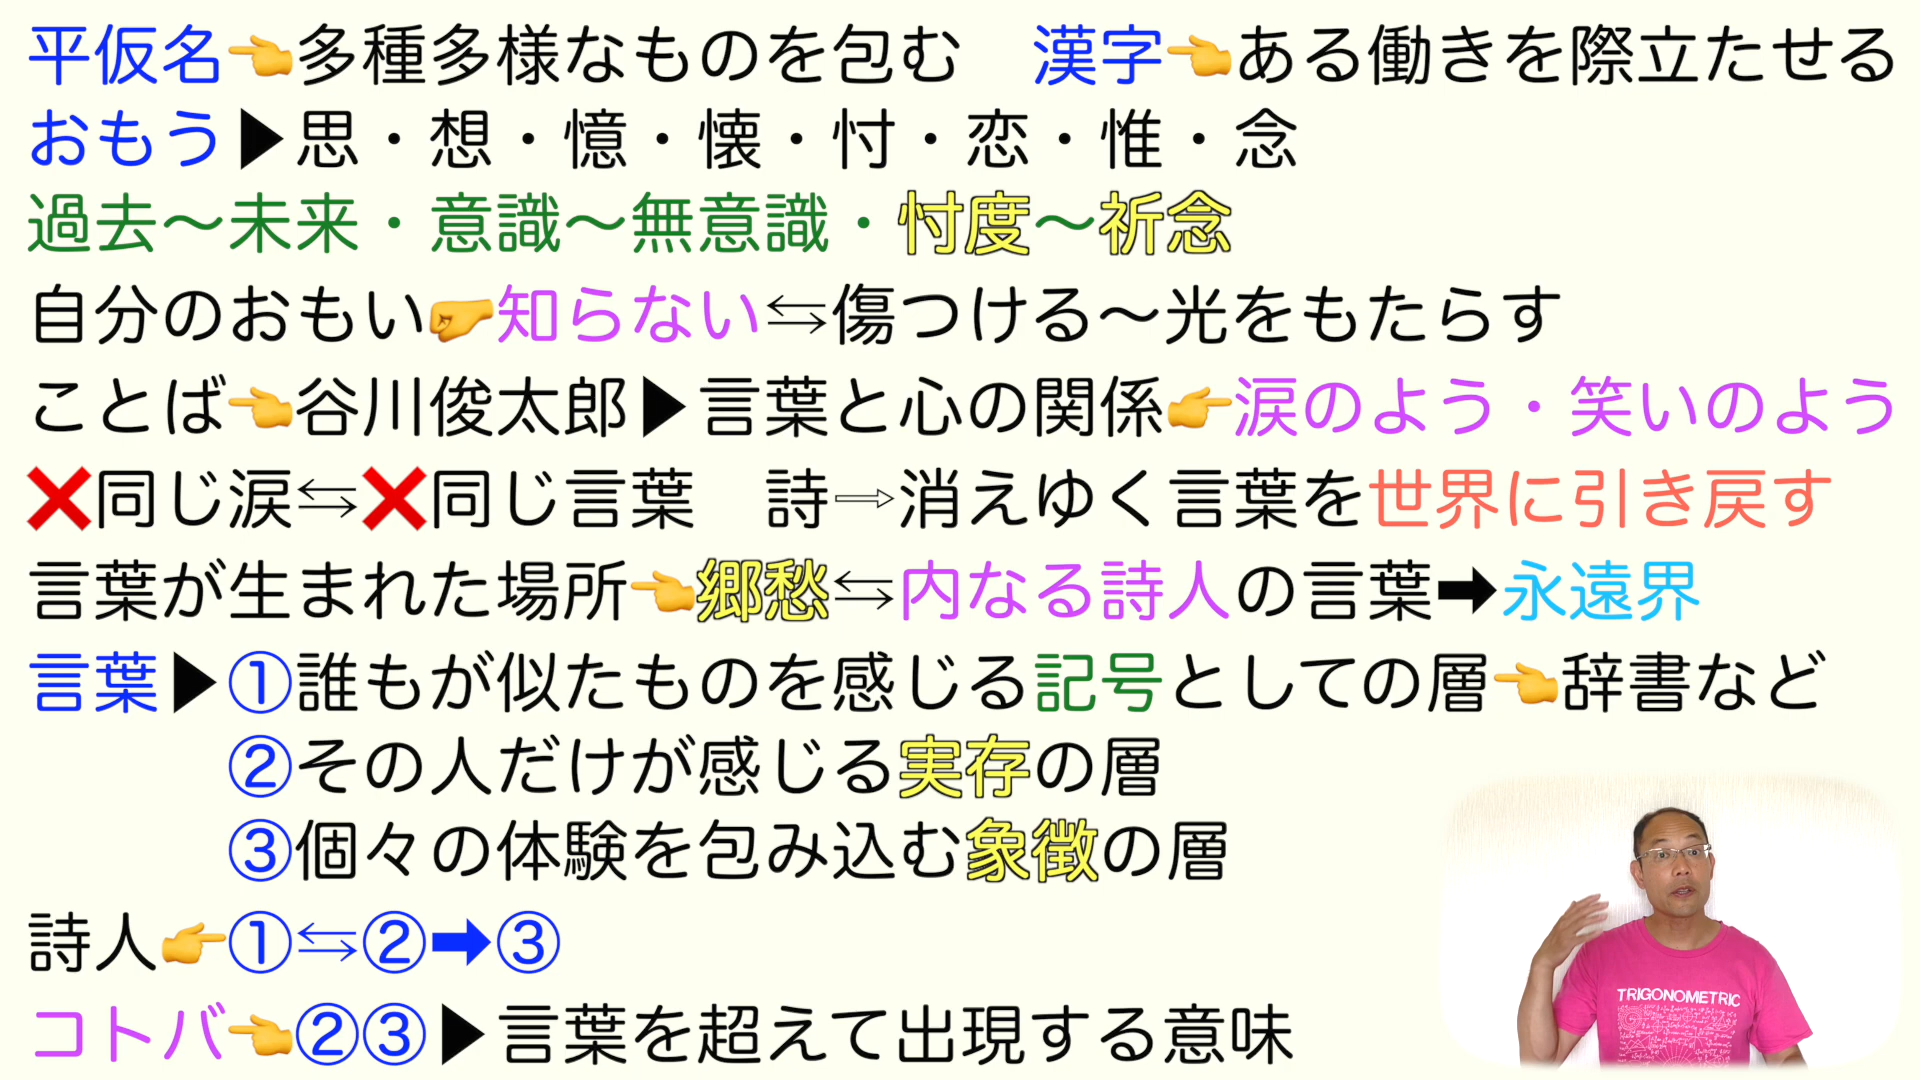 平仮名👈多種多様なものを包む　漢字👈ある働きを際立たせる
おもう▶思・想・憶・懐・忖・恋・惟・念
過去〜未来・意識〜無意識・忖度〜祈念
自分のおもい🤛知らない⇆傷つける〜光をもたらす
ことば👈谷川俊太郎▶言葉と心の関係👉涙のよう・笑いのよう
❌同じ涙⇆❌同じ言葉　詩⇨消えゆく言葉を世界に引き戻す
言葉が生まれた場所👈郷愁⇆内なる詩人の言葉➡永遠界
言葉▶①誰もが似たものを感じる記号としての層👈辞書など
②その人だけが感じる実存の層
③個々の体験を包み込む象徴の層
詩人👉①⇆②➡③
コトバ👈②③▶言葉を超えて出現する意味
TRIGONOMETRIC